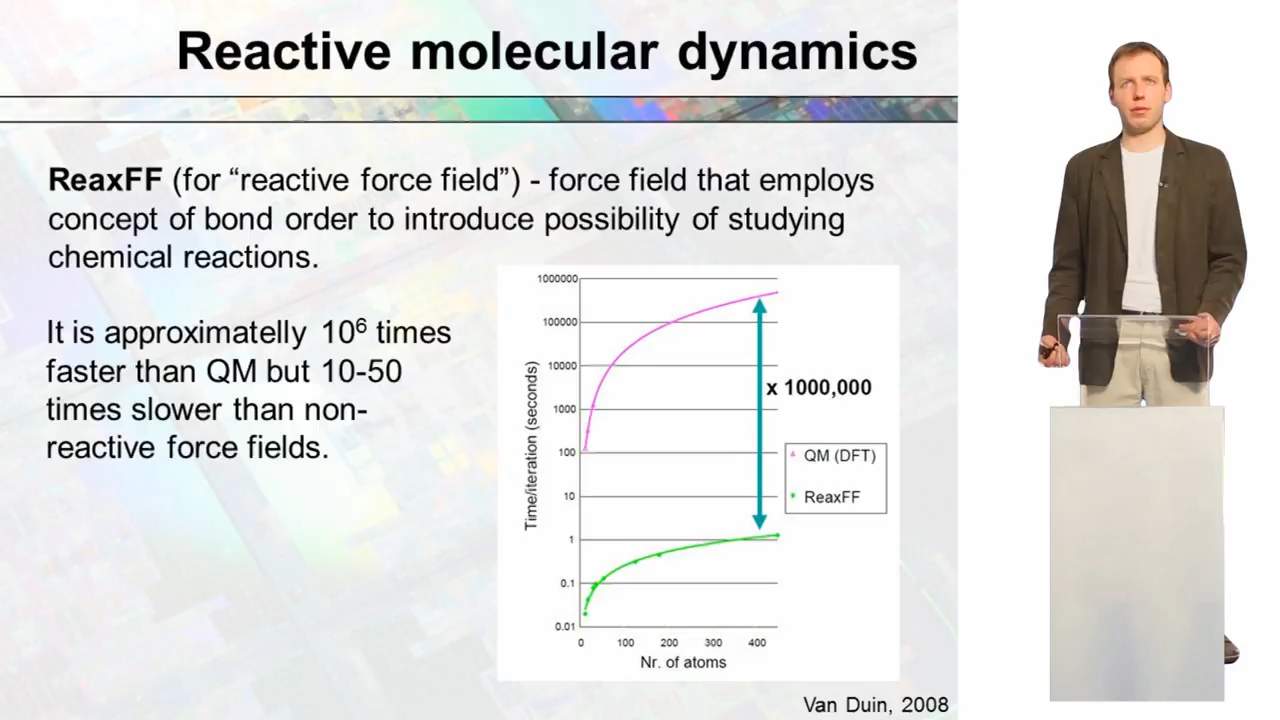 Reactive molecular dynamics
ReaxFF (for “reactive force field”) - force field that employs
concept of bond order to introduce possibility of studying
chemical reactions.
It is approximatelly 10⁶ times
faster than QM but 10-50
times slower than non-
reactive force fields.
1000000
100000
10000
1000
100
10
1
0.1
0.01
Time/iteration (seconds)
0 100 200 300 400
Nr. of atoms
x 1000,000
QM (DFT)
ReaxFF
Van Duin, 2008